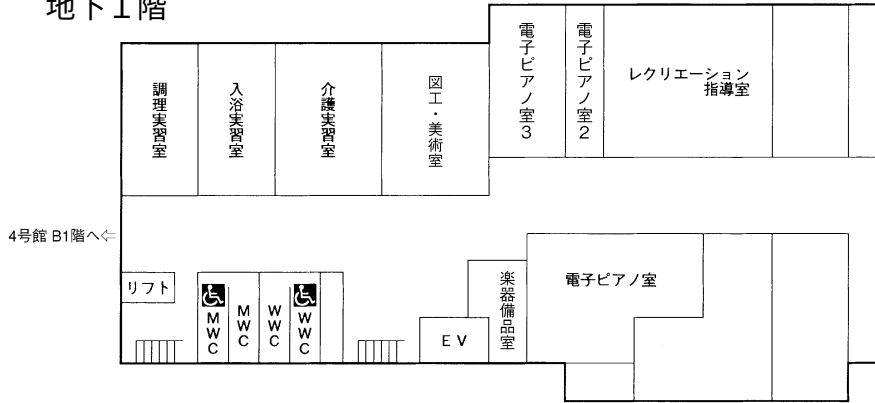 地下1階
調理実習室
入浴実習室
介護実習室
図工・美術室
電子ピアノ室3
電子ピアノ室2
レクリエーション
指導室
4号館 B1階へ⇦
リフト
MWC
MWC
WWC
WWC
EV
楽器備品室
電子ピアノ室